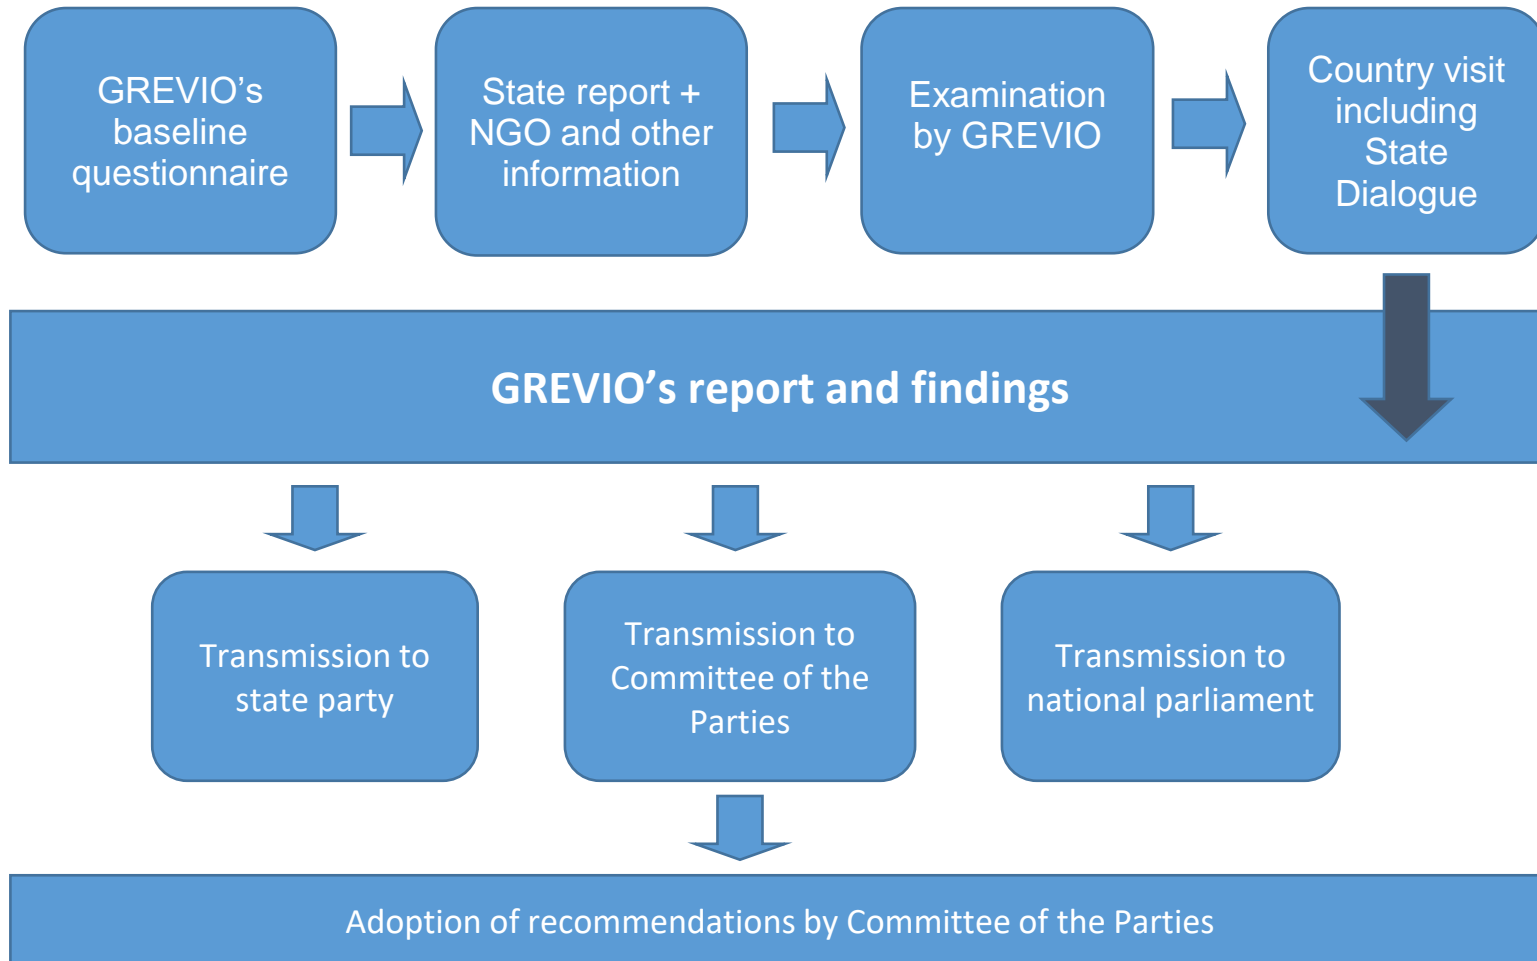 GREVIO’s
baseline
questionnaire
State report +
NGO and other
information
Examination
by GREVIO
Country visit
including
State
Dialogue
GREVIO’s report and findings
Transmission to
state party
Transmission to
Committee of the
Parties
Transmission to
national parliament
Adoption of recommendations by Committee of the Parties